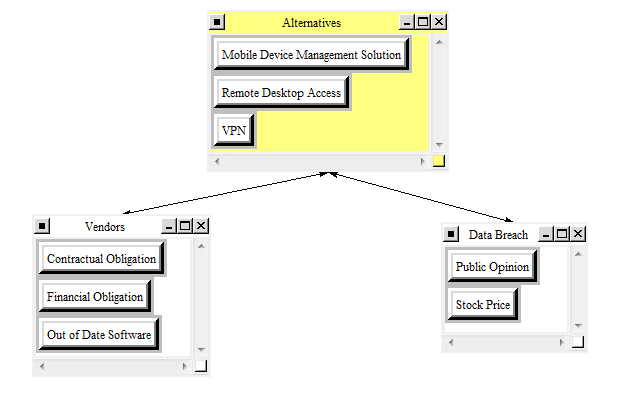 Alternatives
Mobile Device Management Solution
Remote Desktop Access
VPN
Vendors
Contractual Obligation
Financial Obligation
Out of Date Software
Data Breach
Public Opinion
Stock Price